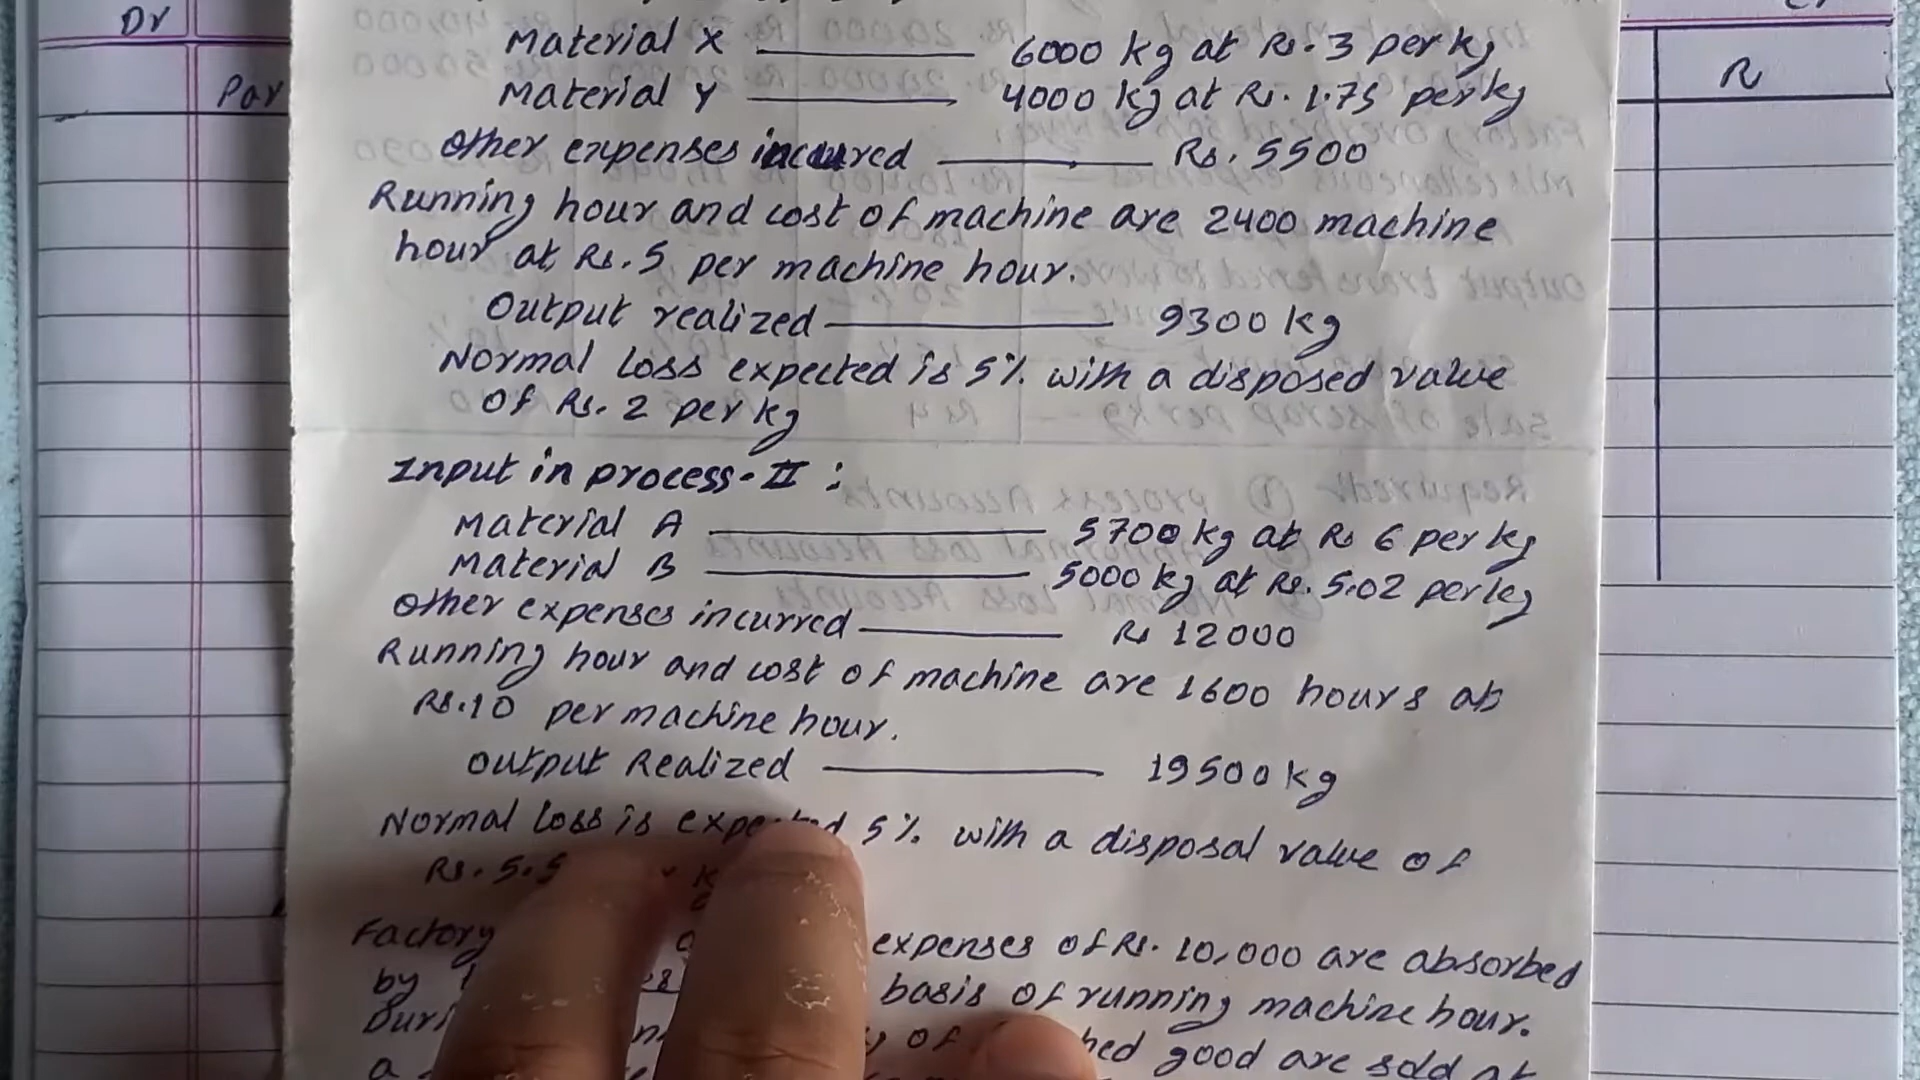 Dr
Par
R
Material X 6000 kg at Rs. 3 per kg
Material Y 4000 kg at Rs. 1.75 per kg
Other expenses incurred Rs. 5500
Running hour and cost of machine are 2400 machine
hour at Rs. 5 per machine hour.
Output realized 9300 kg
Normal loss expected is 5% with a disposed value
of Rs. 2 per kg
Input in process-II :
Material A 5700 kg at Rs 6 per kg
Material B 5000 kg at Rs. 5.02 per kg
Other expenses incurred Rs 12000
Running hour and cost of machine are 1600 hours at
Rs.10 per machine hour.
Output Realized 19500 kg
Normal loss is expected 5% with a disposal value of
Rs. 5.5
Factory expenses of Rs. 10,000 are absorbed
by basis of running machine hour.
of good are sold at
a